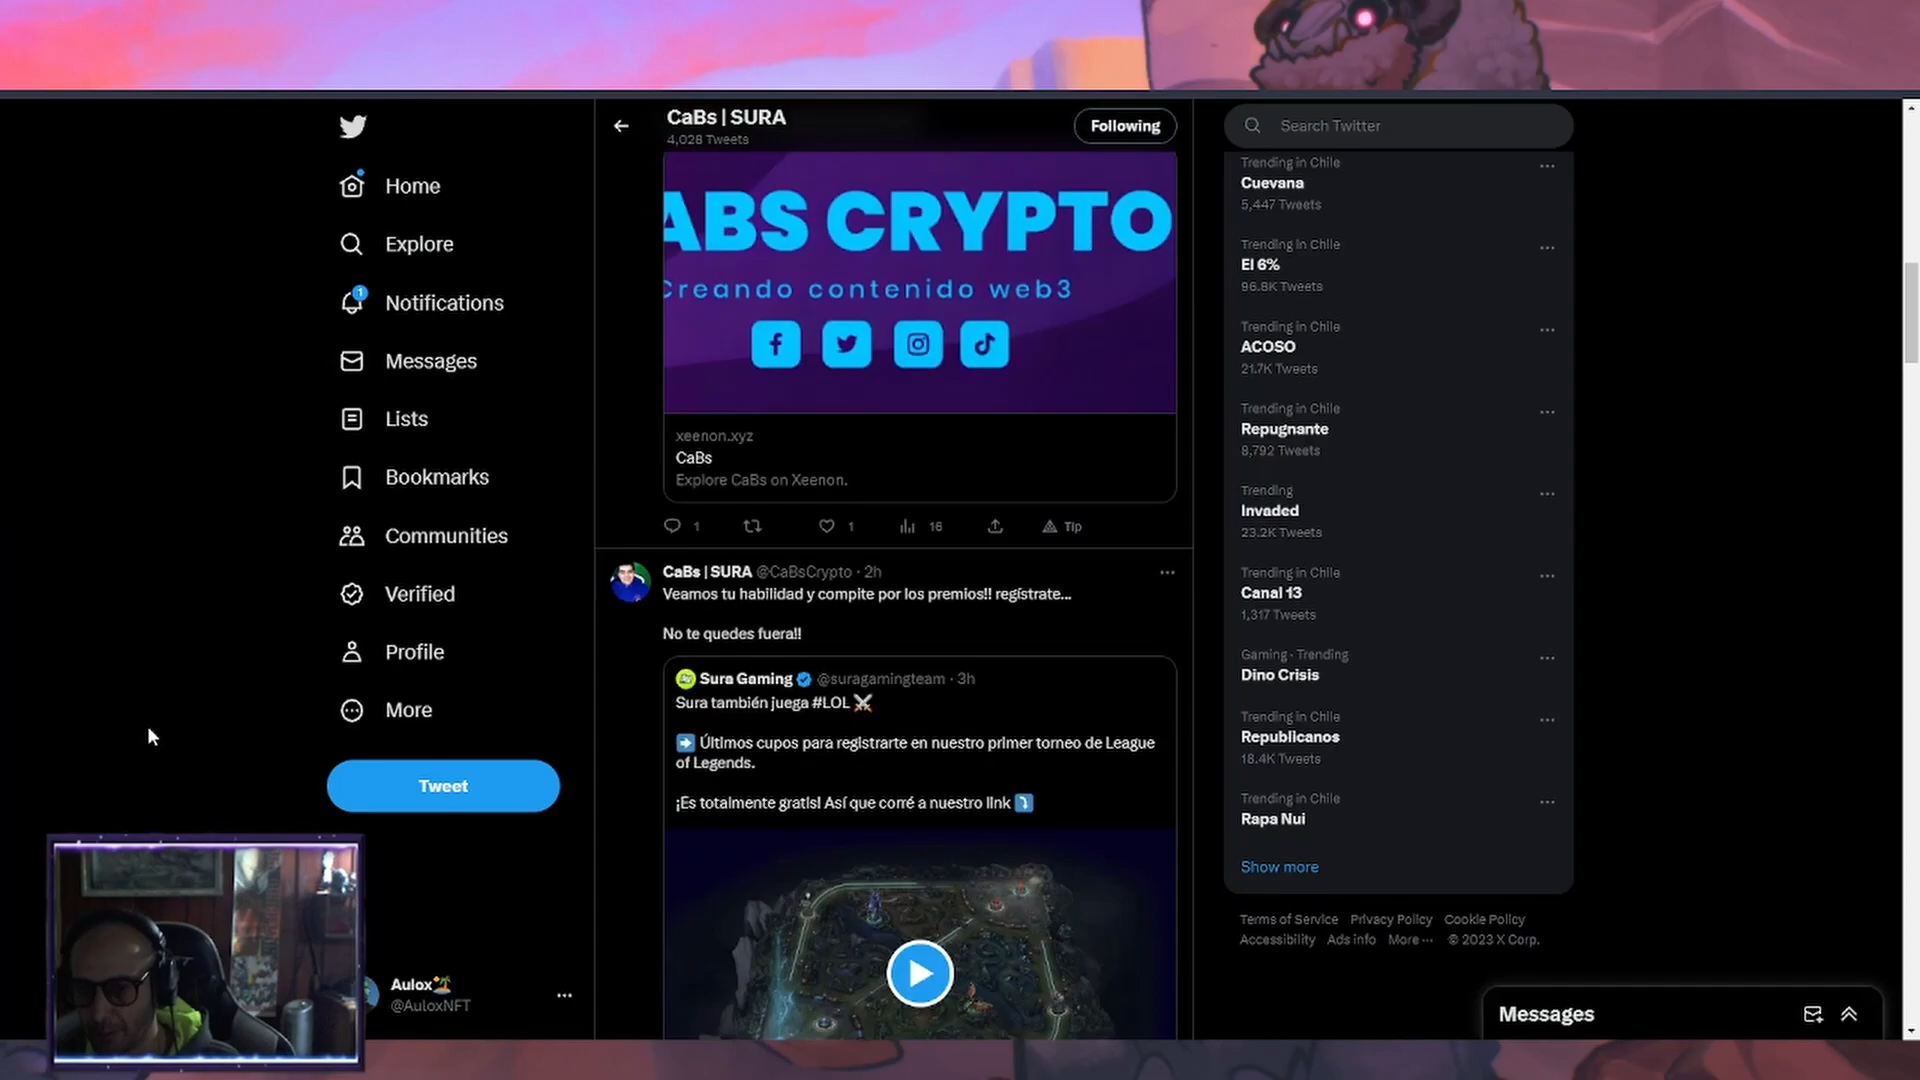 Home
Explore
1
Notifications
Messages
Lists
Bookmarks
Communities
Verified
Profile
More
Tweet
Aulox🏝️
@AuloxNFT
CaBs | SURA
4,028 Tweets
Following
ABS CRYPTO
Creando contenido web3
xeenon.xyz
CaBs
Explore CaBs on Xeenon.
1
1
16
Tip
CaBs | SURA @CaBsCrypto · 2h
Veamos tu habilidad y compite por los premios!! regístrate...
No te quedes fuera!!
Sura Gaming @suragamingteam · 3h
Sura también juega #LOL ⚔️
➡️ Últimos cupos para registrarte en nuestro primer torneo de League
of Legends.
¡Es totalmente gratis! Así que corré a nuestro link ⤵️
Search Twitter
Trending in Chile
Cuevana
5,447 Tweets
Trending in Chile
El 6%
96.8K Tweets
Trending in Chile
ACOSO
21.7K Tweets
Trending in Chile
Repugnante
8,792 Tweets
Trending
Invaded
23.2K Tweets
Trending in Chile
Canal 13
1,317 Tweets
Gaming · Trending
Dino Crisis
Trending in Chile
Republicanos
18.4K Tweets
Trending in Chile
Rapa Nui
Show more
Terms of Service Privacy Policy Cookie Policy
Accessibility Ads info More ··· © 2023 X Corp.
Messages